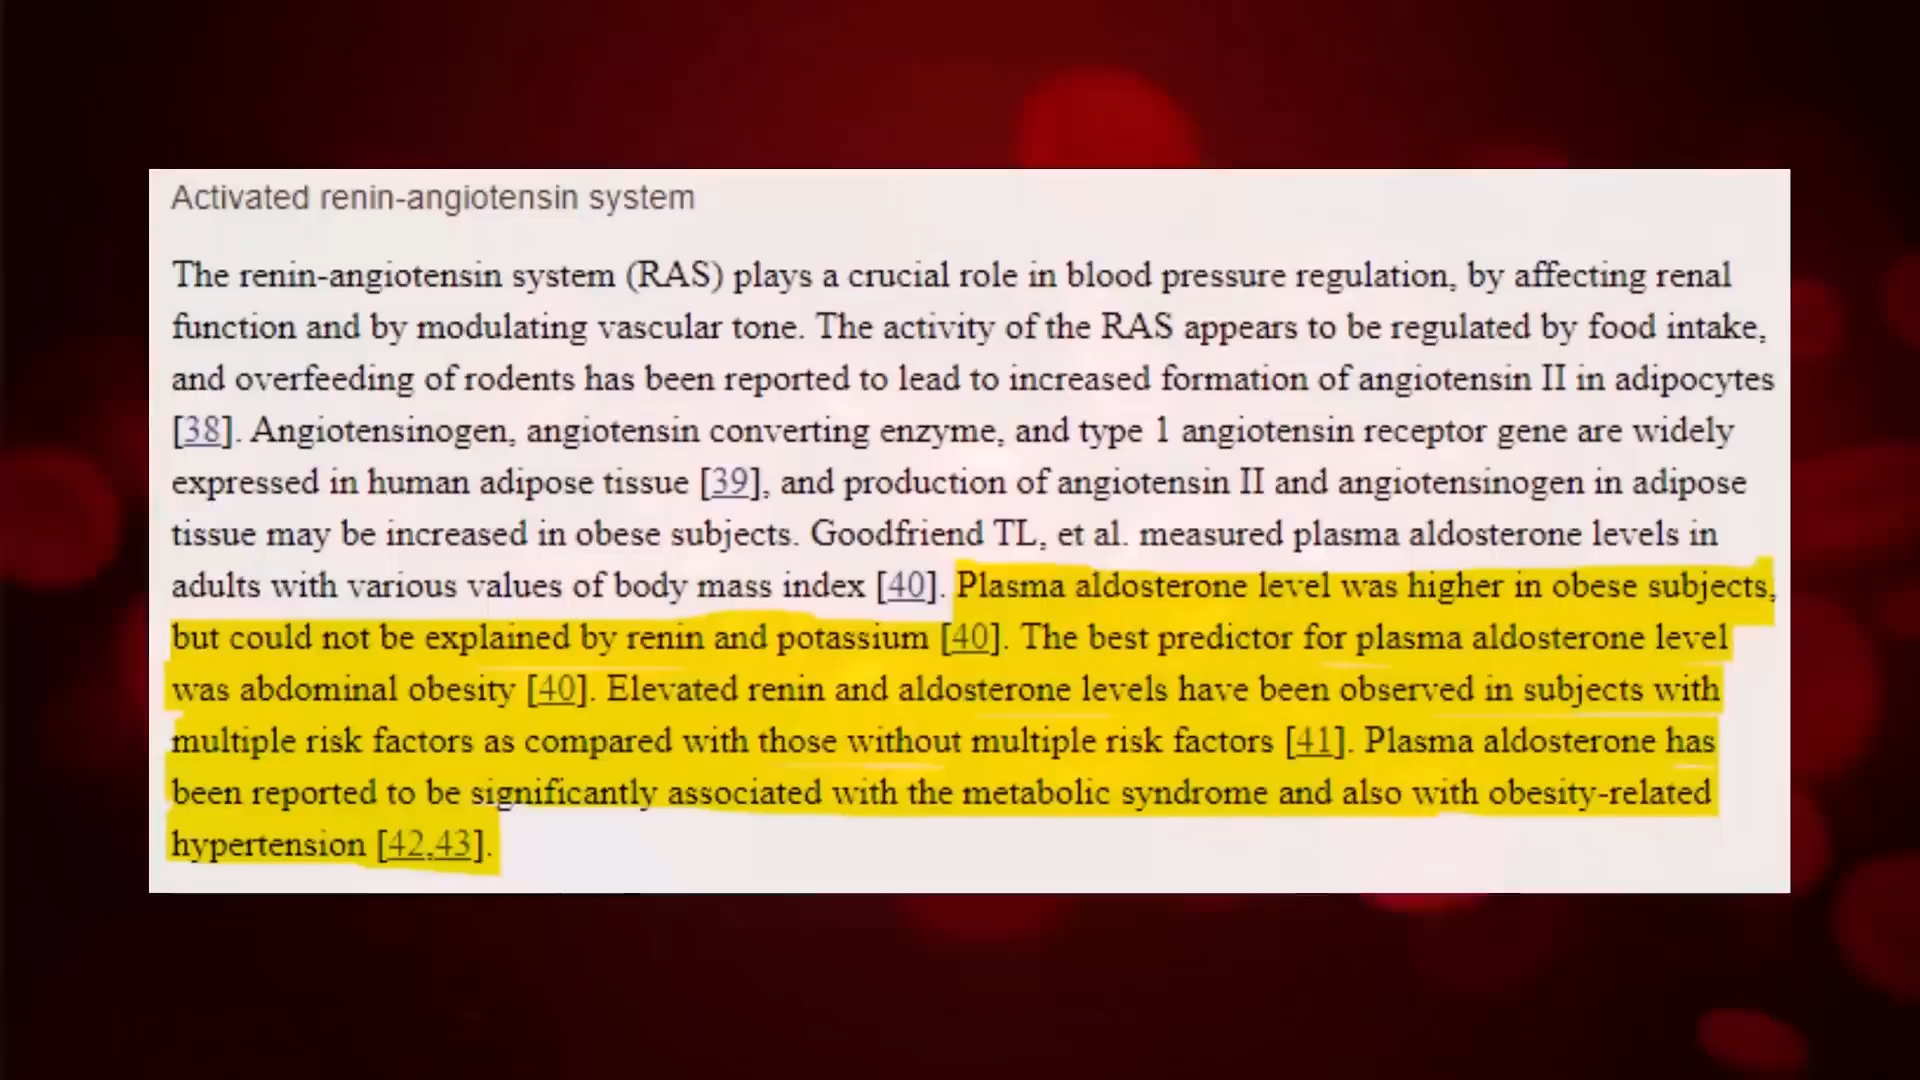 Activated renin-angiotensin system
The renin-angiotensin system (RAS) plays a crucial role in blood pressure regulation, by affecting renal
function and by modulating vascular tone. The activity of the RAS appears to be regulated by food intake,
and overfeeding of rodents has been reported to lead to increased formation of angiotensin II in adipocytes
[38]. Angiotensinogen, angiotensin converting enzyme, and type 1 angiotensin receptor gene are widely
expressed in human adipose tissue [39], and production of angiotensin II and angiotensinogen in adipose
tissue may be increased in obese subjects. Goodfriend TL, et al. measured plasma aldosterone levels in
adults with various values of body mass index [40]. Plasma aldosterone level was higher in obese subjects,
but could not be explained by renin and potassium [40]. The best predictor for plasma aldosterone level
was abdominal obesity [40]. Elevated renin and aldosterone levels have been observed in subjects with
multiple risk factors as compared with those without multiple risk factors [41]. Plasma aldosterone has
been reported to be significantly associated with the metabolic syndrome and also with obesity-related
hypertension [42,43].